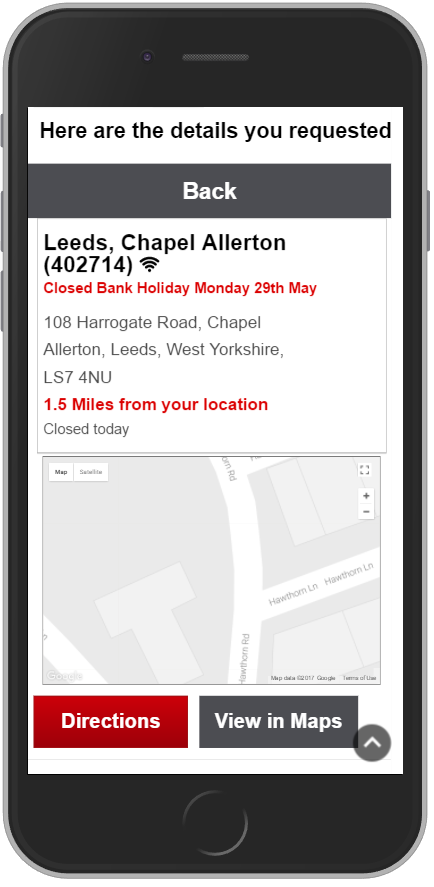 Here are the details you requested
Back
Leeds, Chapel Allerton
(402714)
Closed Bank Holiday Monday 29th May
108 Harrogate Road, Chapel
Allerton, Leeds, West Yorkshire,
LS7 4NU
1.5 Miles from your location
Closed today
Map Satellite
rn Rd
+
−
Hawthorn Ln Hawthorn Ln
Hawthorn Rd
Google
Map data ©2017 Google Terms of Use
Directions
View in Maps